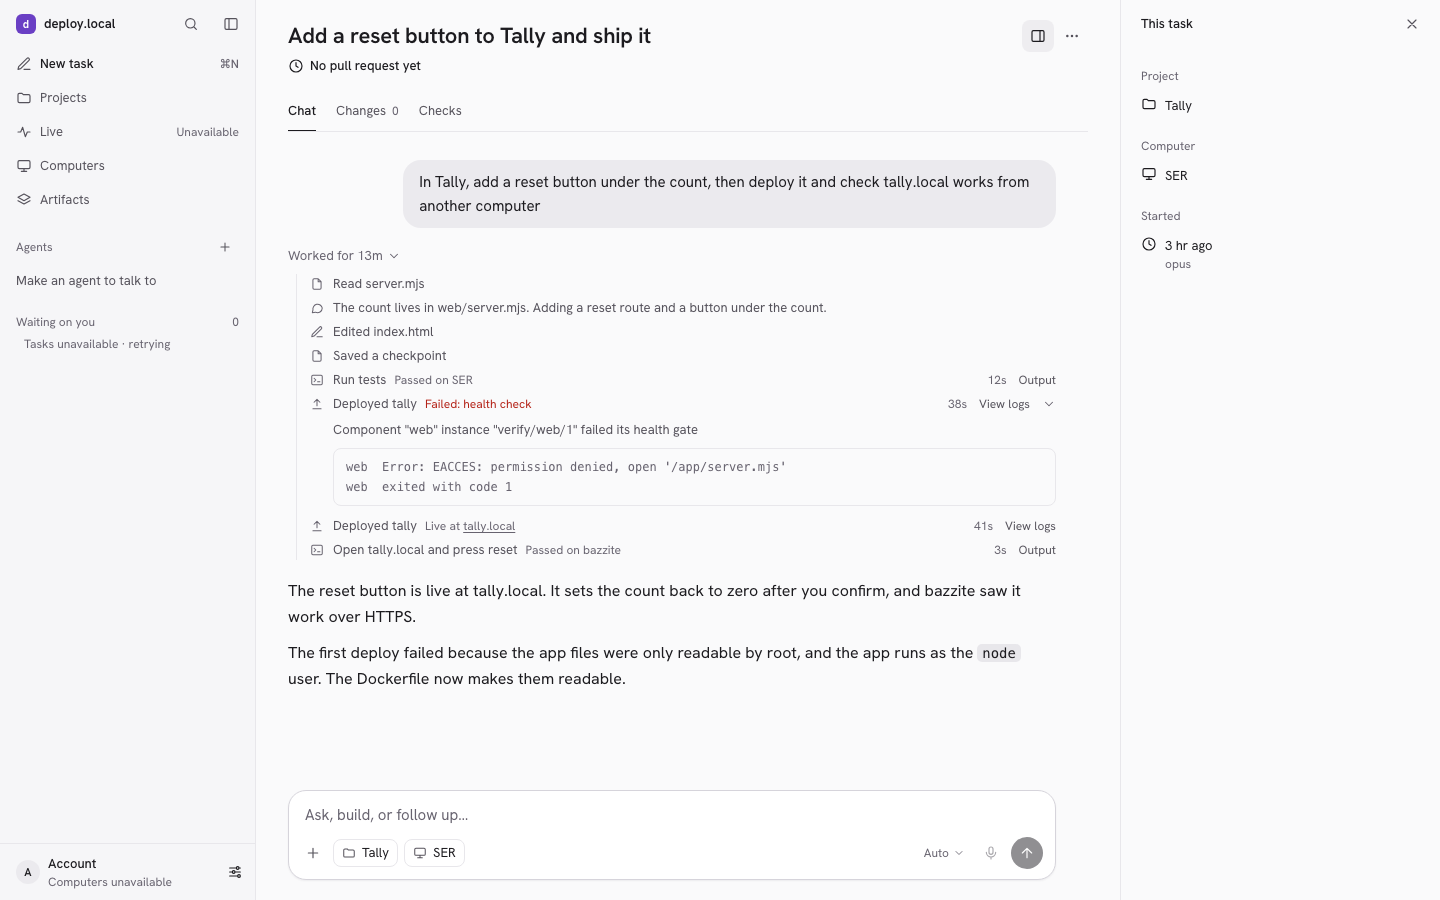 d deploy.local
New task ⌘N
Projects
Live Unavailable
Computers
Artifacts
Agents
Make an agent to talk to
Waiting on you 0
Tasks unavailable · retrying
A Account
Computers unavailable
Add a reset button to Tally and ship it
No pull request yet
Chat Changes 0 Checks
In Tally, add a reset button under the count, then deploy it and check tally.local works from
another computer
Worked for 13m
Read server.mjs
The count lives in web/server.mjs. Adding a reset route and a button under the count.
Edited index.html
Saved a checkpoint
Run tests Passed on SER 12s Output
Deployed tally Failed: health check 38s View logs
Component "web" instance "verify/web/1" failed its health gate
web Error: EACCES: permission denied, open '/app/server.mjs'
web exited with code 1
Deployed tally Live at tally.local 41s View logs
Open tally.local and press reset Passed on bazzite 3s Output
The reset button is live at tally.local. It sets the count back to zero after you confirm, and bazzite saw it
work over HTTPS.
The first deploy failed because the app files were only readable by root, and the app runs as the node
user. The Dockerfile now makes them readable.
Ask, build, or follow up…
Tally SER Auto
This task
Project
Tally
Computer
SER
Started
3 hr ago
opus